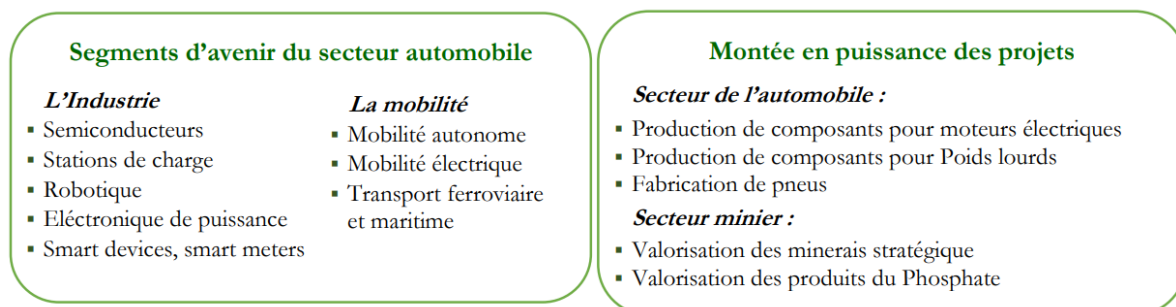 Segments d’avenir du secteur automobile
L’Industrie
▪ Semiconducteurs
▪ Stations de charge
▪ Robotique
▪ Eléctronique de puissance
▪ Smart devices, smart meters
La mobilité
▪ Mobilité autonome
▪ Mobilité électrique
▪ Transport ferroviaire
et maritime
Montée en puissance des projets
Secteur de l’automobile :
▪ Production de composants pour moteurs électriques
▪ Production de composants pour Poids lourds
▪ Fabrication de pneus
Secteur minier :
▪ Valorisation des minerais stratégique
▪ Valorisation des produits du Phosphate